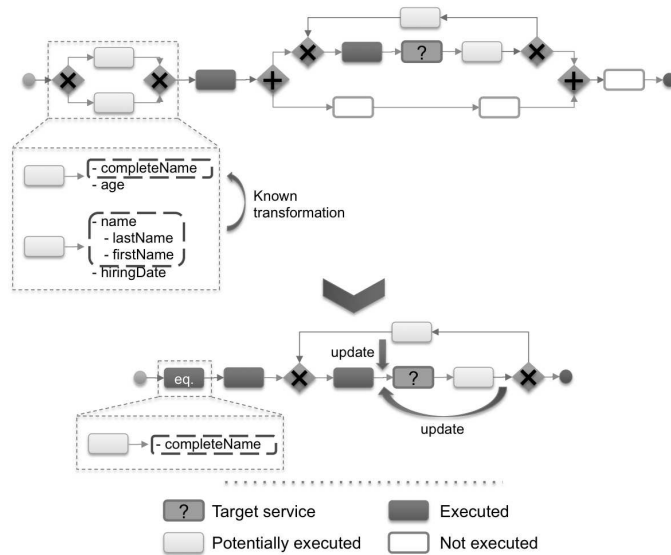 ?
- completeName
- age
Known
transformation
- name
- lastName
- firstName
- hiringDate
update
eq.
?
update
- completeName
? Target service
Executed
Potentially executed
Not executed